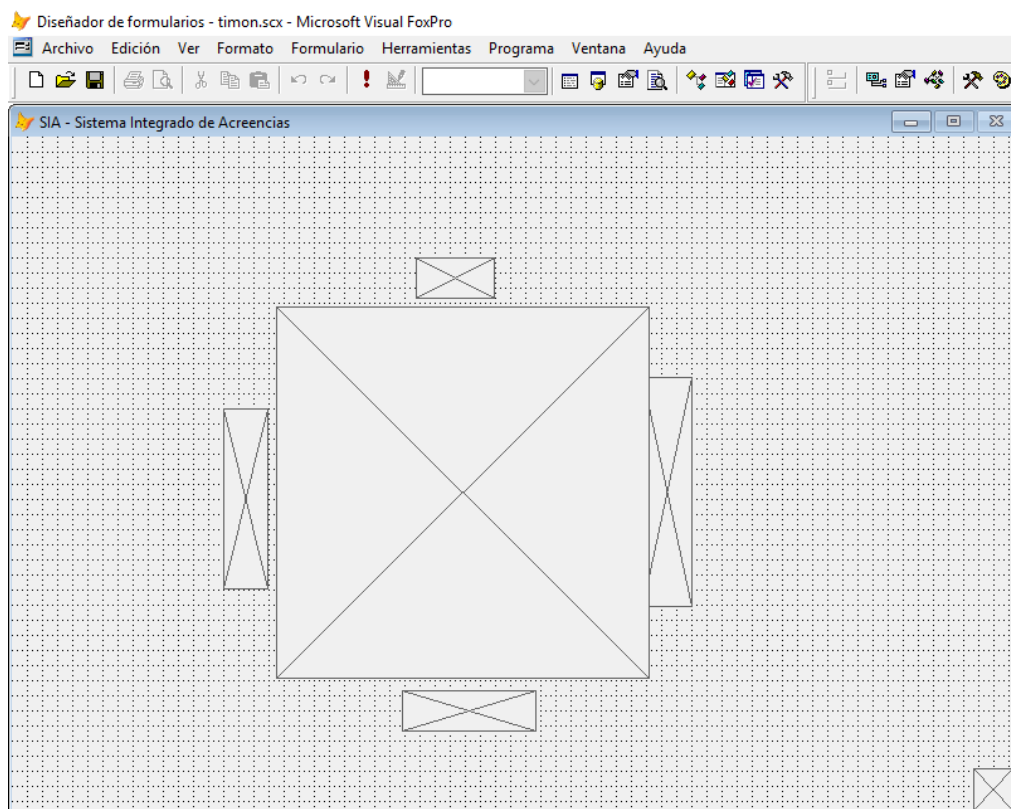 Diseñador de formularios - timon.scx - Microsoft Visual FoxPro
Archivo Edición Ver Formato Formulario Herramientas Programa Ventana Ayuda
SIA - Sistema Integrado de Acreencias